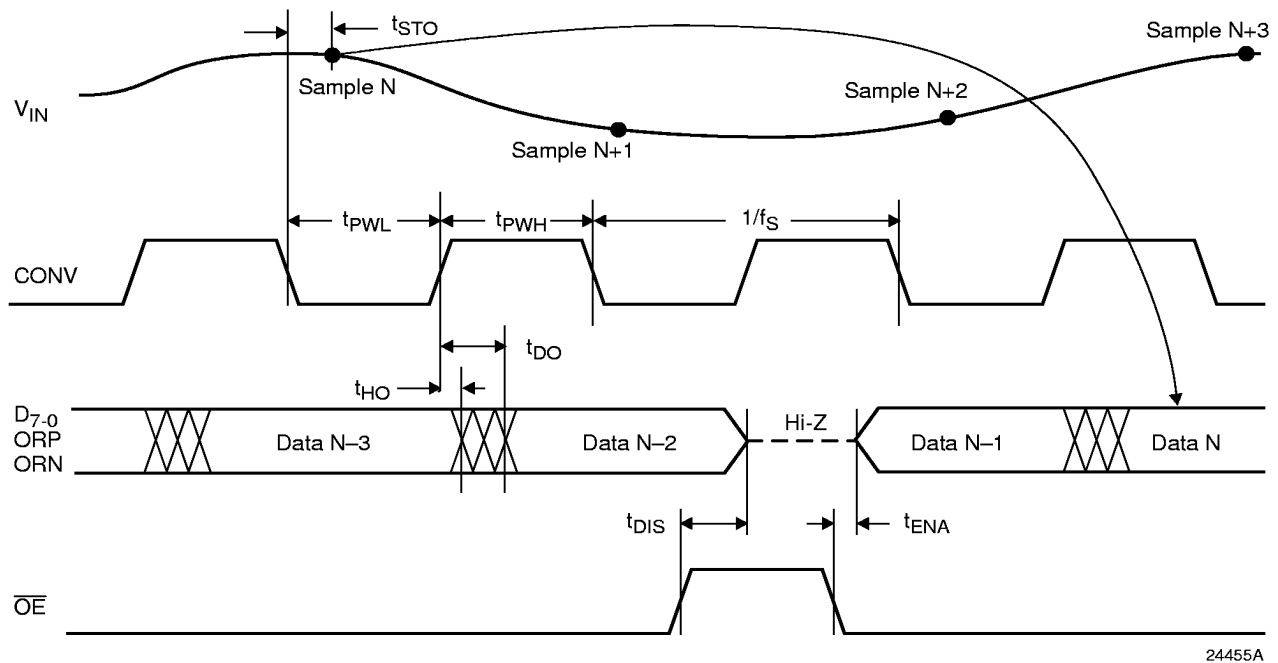 tSTO
Sample N+3
Sample N
Sample N+2
VIN
Sample N+1
tPWL
tPWH
1/fS
CONV
tDO
tHO
D7-0
ORP
ORN
Data N–3
Data N–2
Hi-Z
Data N–1
Data N
tDIS
tENA
OE
24455A